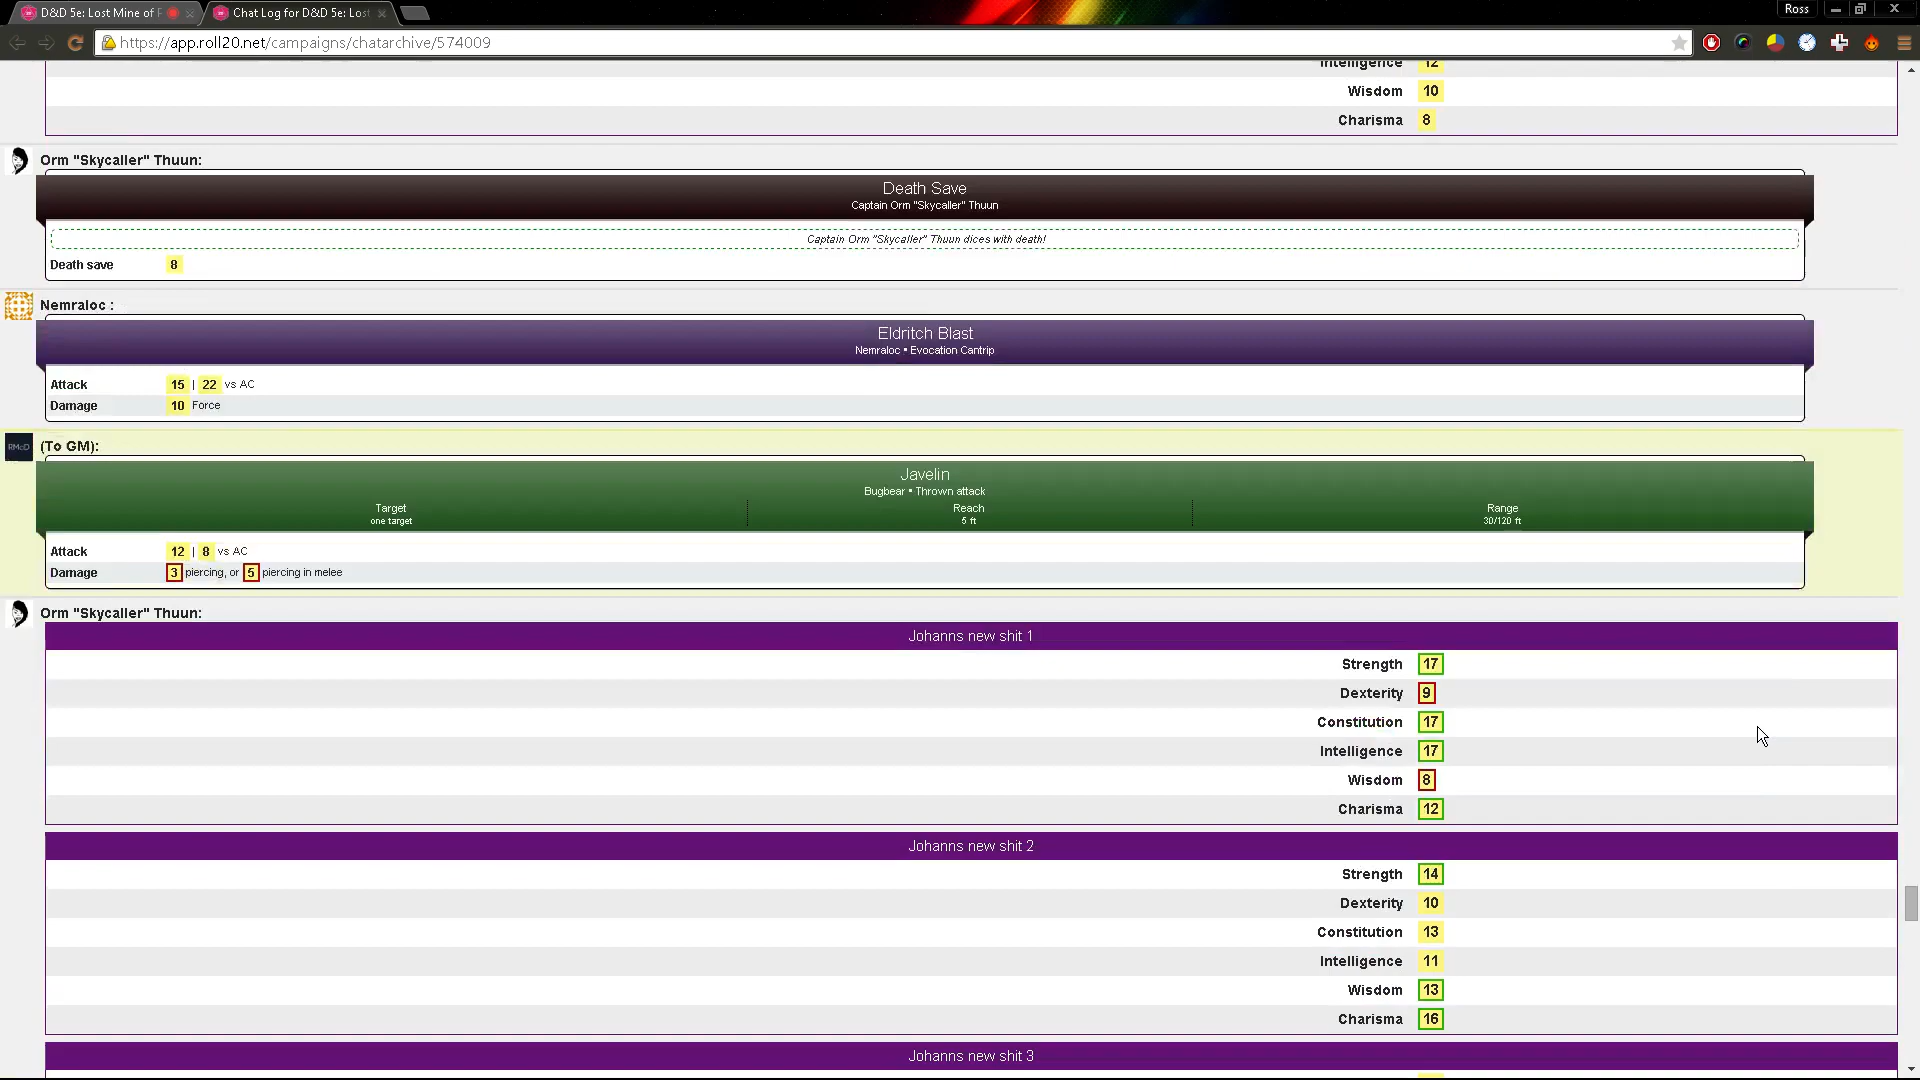 D&D 5e: Lost Mine of P
Chat Log for D&D 5e: Lost
Ross
https://app.roll20.net/campaigns/chatarchive/574009
Intelligence 12
Wisdom 10
Charisma 8
Orm "Skycaller" Thuun:
Death Save
Captain Orm "Skycaller" Thuun
Captain Orm "Skycaller" Thuun dices with death!
Death save 8
Nemraloc :
Eldritch Blast
Nemraloc • Evocation Cantrip
Attack 15 | 22 vs AC
Damage 10 Force
RMcD (To GM):
Javelin
Bugbear • Thrown attack
Target Reach Range
one target 5 ft 30/120 ft
Attack 12 | 8 vs AC
Damage 3 piercing, or 5 piercing in melee
Orm "Skycaller" Thuun:
Johanns new shit 1
Strength 17
Dexterity 9
Constitution 17
Intelligence 17
Wisdom 8
Charisma 12
Johanns new shit 2
Strength 14
Dexterity 10
Constitution 13
Intelligence 11
Wisdom 13
Charisma 16
Johanns new shit 3